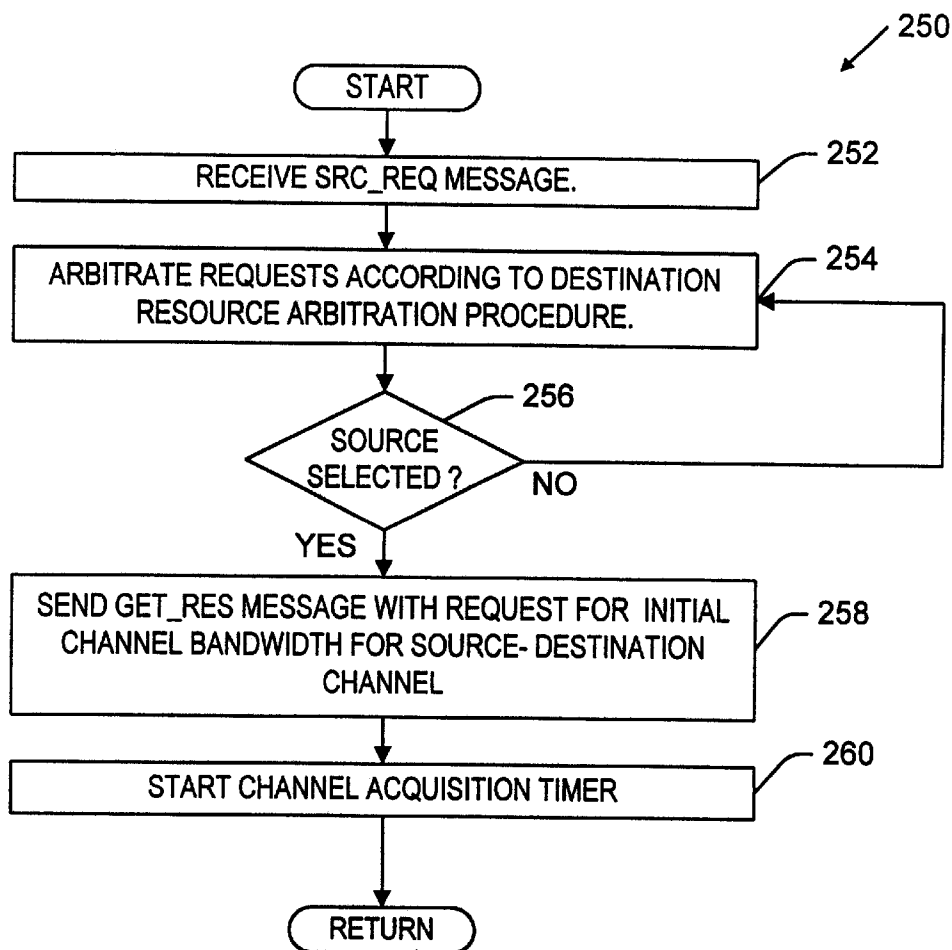 250
START
252
RECEIVE SRC_REQ MESSAGE.
254
ARBITRATE REQUESTS ACCORDING TO DESTINATION
RESOURCE ARBITRATION PROCEDURE.
256
SOURCE
SELECTED ?
NO
YES
SEND GET_RES MESSAGE WITH REQUEST FOR INITIAL
CHANNEL BANDWIDTH FOR SOURCE- DESTINATION
CHANNEL
258
260
START CHANNEL ACQUISITION TIMER
RETURN